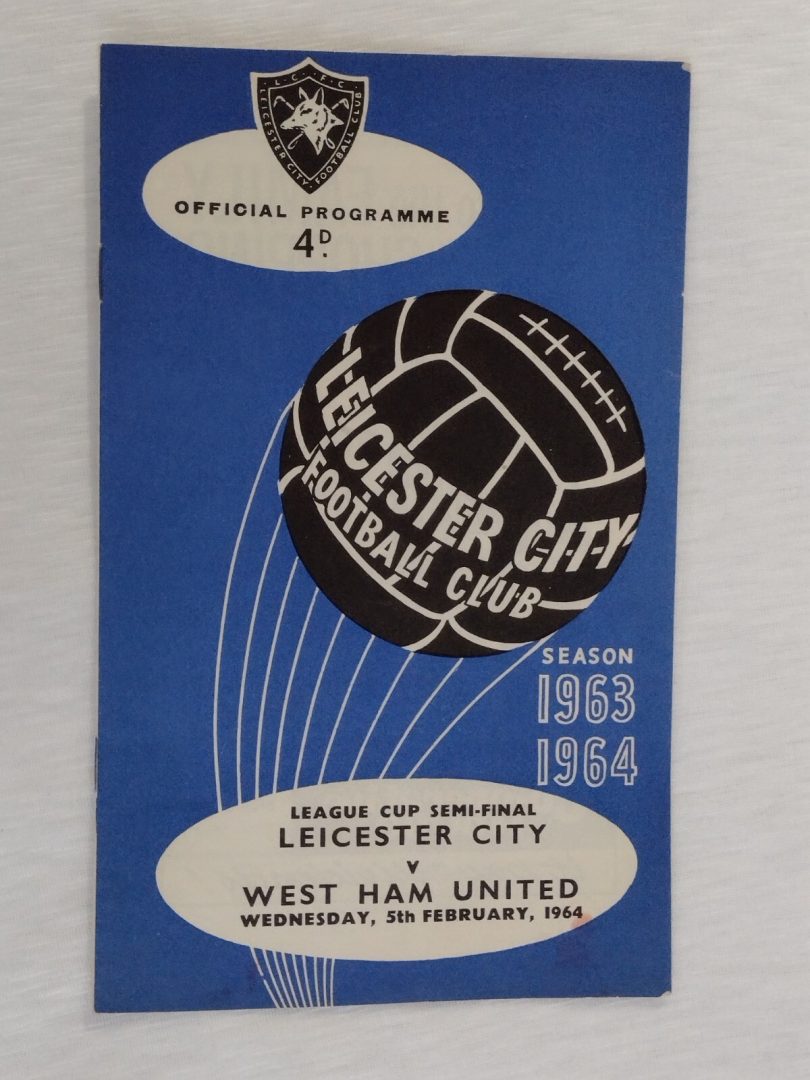 L.C.F.C.
LEICESTER CITY FOOTBALL CLUB
OFFICIAL PROGRAMME
4D.
LEICESTER CITY
FOOTBALL CLUB
SEASON
1963
1964
LEAGUE CUP SEMI-FINAL
LEICESTER CITY
V
WEST HAM UNITED
WEDNESDAY, 5th FEBRUARY, 1964